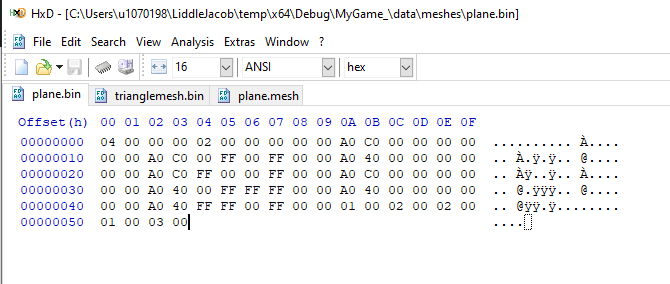 HxD - [C:\Users\u1070198\LiddleJacob\temp\x64\Debug\MyGame_\data\meshes\plane.bin]
File Edit Search View Analysis Extras Window ?
16 ANSI hex
plane.bin trianglemesh.bin plane.mesh
Offset(h) 00 01 02 03 04 05 06 07 08 09 0A 0B 0C 0D 0E 0F
00000000 04 00 00 00 02 00 00 00 00 00 A0 C0 00 00 00 00 .......... À....
00000010 00 00 A0 C0 00 FF 00 FF 00 00 A0 40 00 00 00 00 .. À.ÿ.ÿ.. @....
00000020 00 00 A0 C0 FF 00 00 FF 00 00 A0 C0 00 00 00 00 .. Àÿ..ÿ.. À....
00000030 00 00 A0 40 00 FF FF FF 00 00 A0 40 00 00 00 00 .. @.ÿÿÿ.. @....
00000040 00 00 A0 40 FF FF 00 FF 00 00 01 00 02 00 02 00 .. @ÿÿ.ÿ........
00000050 01 00 03 00 ....